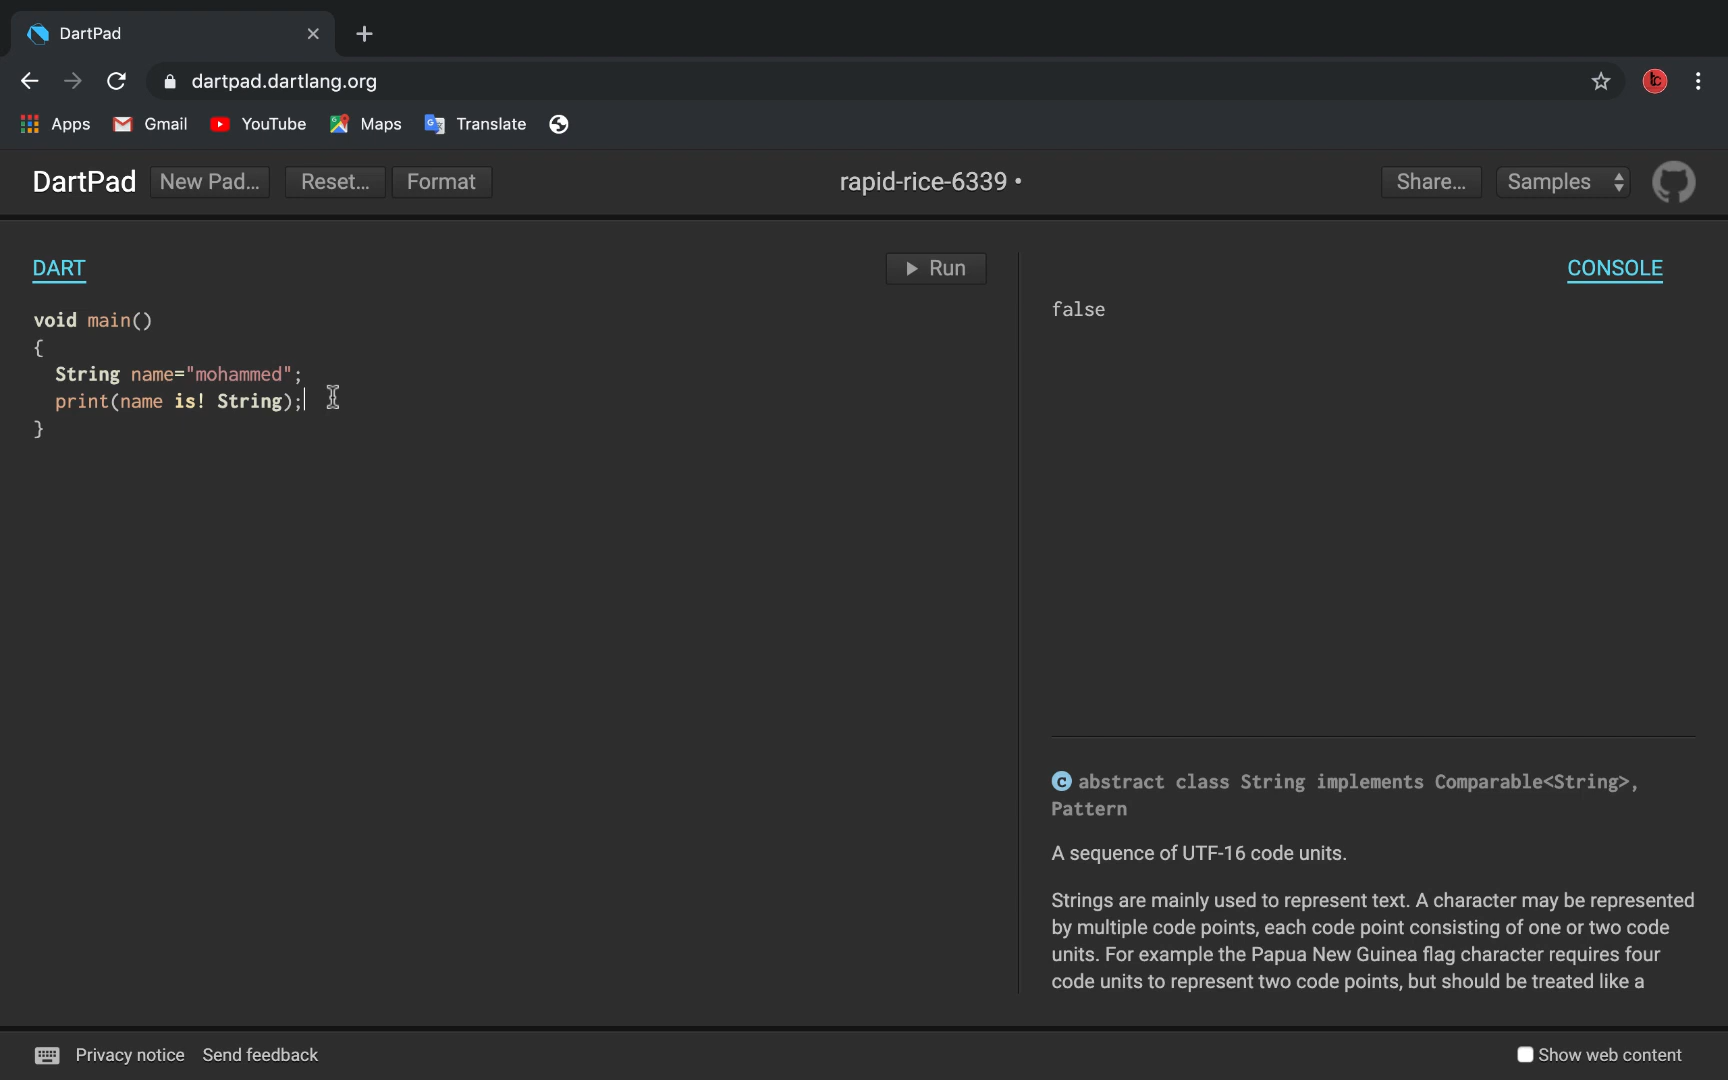 DartPad
dartpad.dartlang.org
Apps Gmail YouTube Maps Translate
DartPad New Pad... Reset... Format rapid-rice-6339 • Share... Samples
DART Run CONSOLE
void main()
{
String name="mohammed";
print(name is! String);
}
false
abstract class String implements Comparable<String>,
Pattern
A sequence of UTF-16 code units.
Strings are mainly used to represent text. A character may be represented
by multiple code points, each code point consisting of one or two code
units. For example the Papua New Guinea flag character requires four
code units to represent two code points, but should be treated like a
Privacy notice Send feedback Show web content